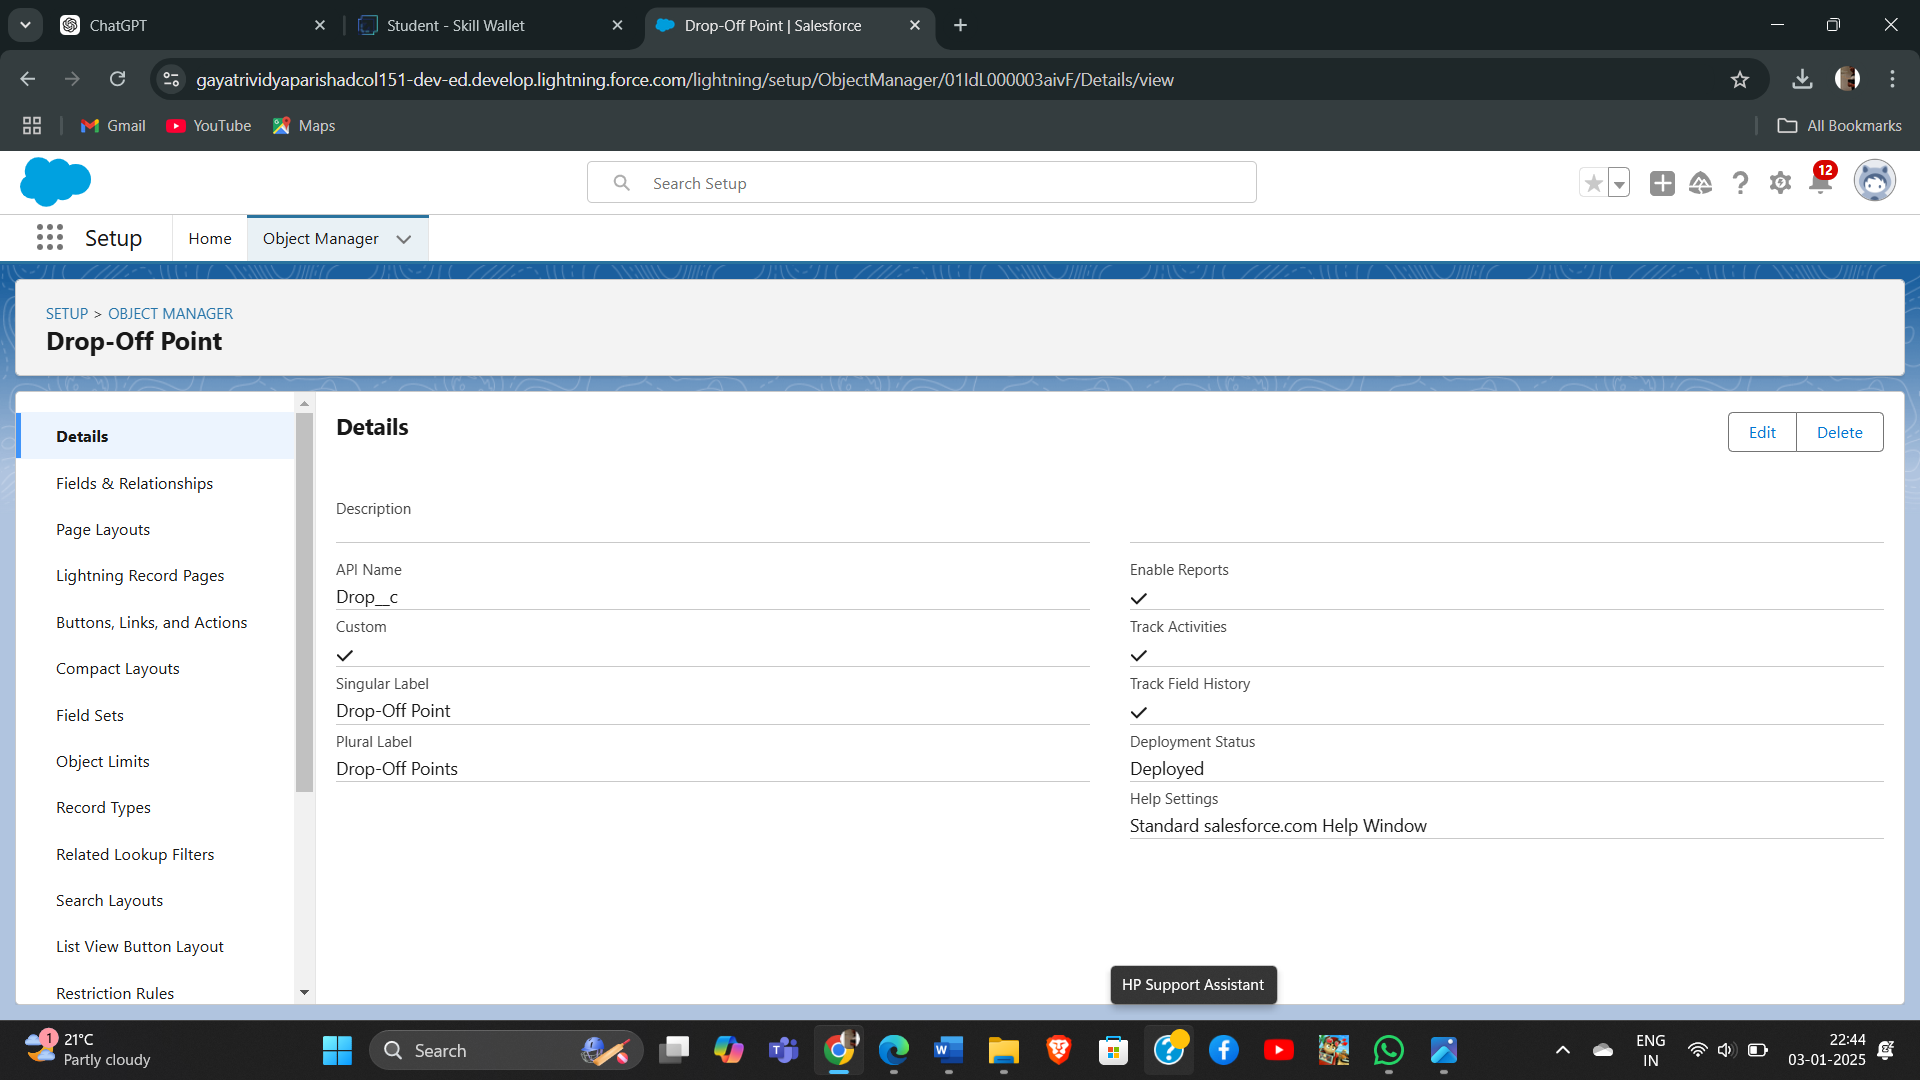 ChatGPT
Student - Skill Wallet
Drop-Off Point | Salesforce
gayatrividyaparishadcol151-dev-ed.develop.lightning.force.com/lightning/setup/ObjectManager/01IdL000003aivF/Details/view
Gmail
YouTube
Maps
All Bookmarks
Search Setup
12
Setup
Home
Object Manager
SETUP > OBJECT MANAGER
Drop-Off Point
Details
Fields & Relationships
Page Layouts
Lightning Record Pages
Buttons, Links, and Actions
Compact Layouts
Field Sets
Object Limits
Record Types
Related Lookup Filters
Search Layouts
List View Button Layout
Restriction Rules
Details
Edit
Delete
Description
API Name
Drop__c
Custom
Singular Label
Drop-Off Point
Plural Label
Drop-Off Points
Enable Reports
Track Activities
Track Field History
Deployment Status
Deployed
Help Settings
Standard salesforce.com Help Window
HP Support Assistant
1
21°C
Partly cloudy
Search
ENG
IN
22:44
03-01-2025